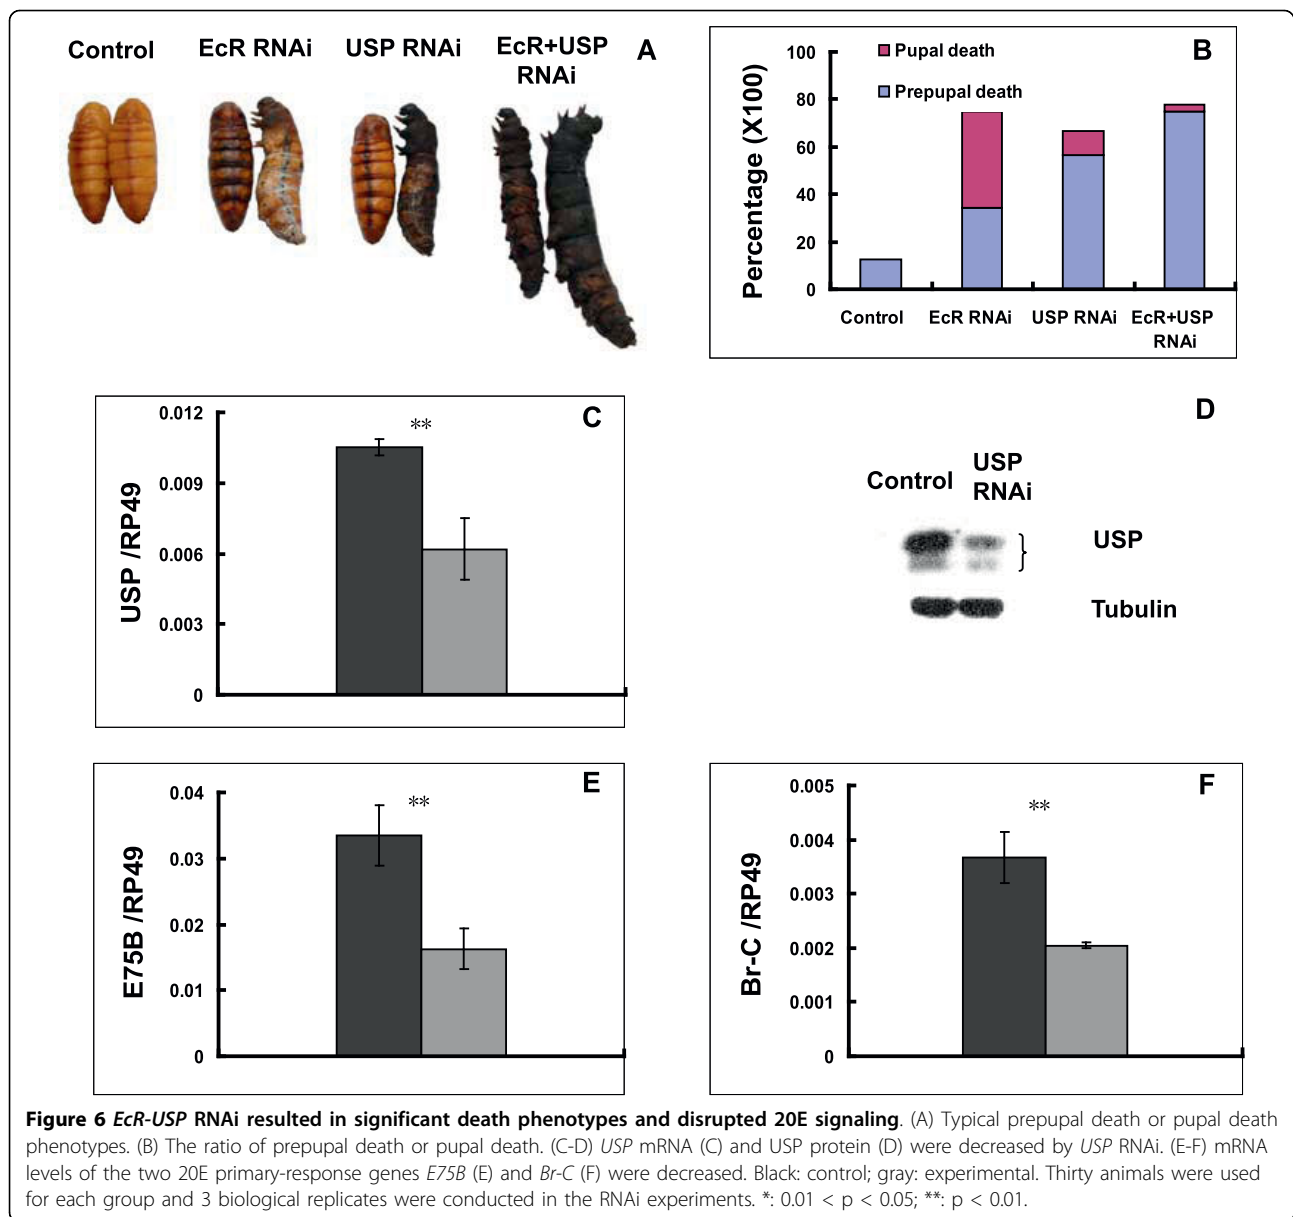 Control
EcR RNAi
USP RNAi
EcR+USP
RNAi
A
B
Percentage (X100)
100
80
60
40
20
0
Pupal death
Prepupal death
Control
EcR RNAi
USP RNAi
EcR+USP
RNAi
C
USP /RP49
0.012
0.009
0.006
0.003
0
**
D
Control
USP
RNAi
USP
Tubulin
E
E75B /RP49
0.04
0.03
0.02
0.01
0
**
F
Br-C /RP49
0.005
0.004
0.003
0.002
0.001
0
**
Figure 6 EcR-USP RNAi resulted in significant death phenotypes and disrupted 20E signaling. (A) Typical prepupal death or pupal death
phenotypes. (B) The ratio of prepupal death or pupal death. (C-D) USP mRNA (C) and USP protein (D) were decreased by USP RNAi. (E-F) mRNA
levels of the two 20E primary-response genes E75B (E) and Br-C (F) were decreased. Black: control; gray: experimental. Thirty animals were used
for each group and 3 biological replicates were conducted in the RNAi experiments. *: 0.01 < p < 0.05; **: p < 0.01.